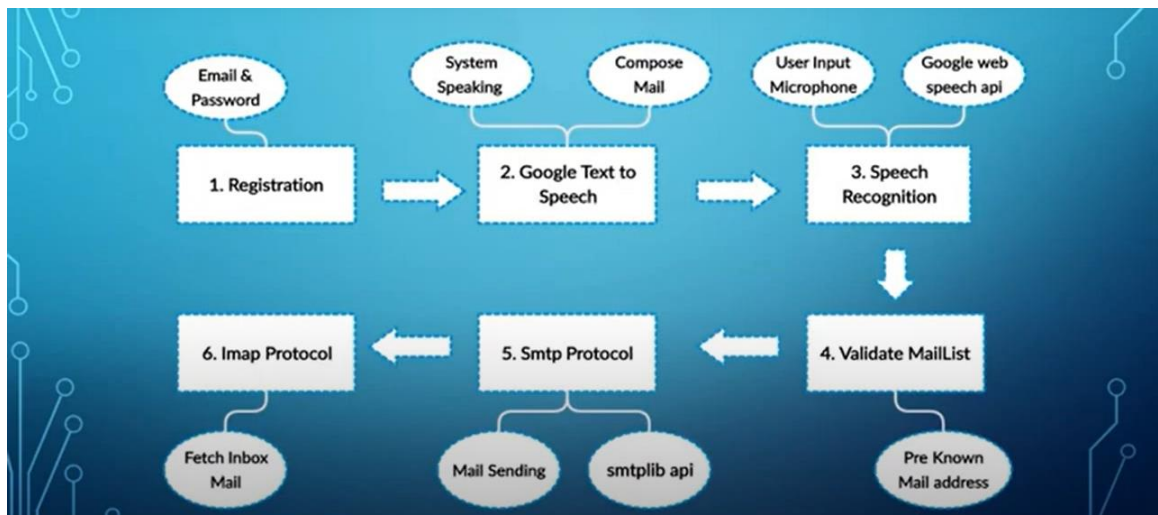 Email &
Password
System
Speaking
Compose
Mail
User Input
Microphone
Google web
speech api
1. Registration
2. Google Text to
Speech
3. Speech
Recognition
6. Imap Protocol
5. Smtp Protocol
4. Validate MailList
Fetch Inbox
Mail
Mail Sending
smtplib api
Pre Known
Mail address